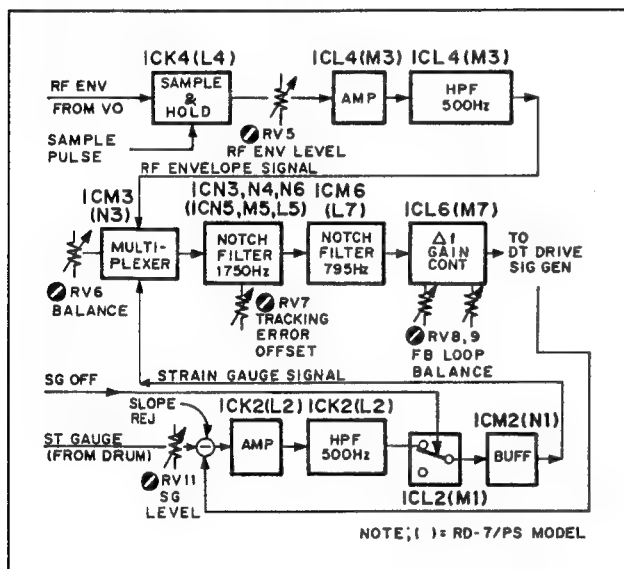 ICK4(L4)
ICL4(M3)
ICL4(M3)
RF ENV
FROM VO
SAMPLE
&
HOLD
AMP
HPF
500Hz
SAMPLE
PULSE
RV5
RF ENV LEVEL
RF ENVELOPE SIGNAL
ICM3
(N3)
ICN3, N4, N6
(ICN5, M5, L5)
ICM6
(L7)
ICL6(M7)
MULTI-
PLEXER
NOTCH
FILTER
1750Hz
NOTCH
FILTER
795Hz
Δf
GAIN
CONT
TO
DT DRIVE
SIG GEN
RV6
BALANCE
RV7
TRACKING
ERROR
OFFSET
RV8, 9
FB LOOP
BALANCE
SG OFF
STRAIN GAUGE SIGNAL
SLOPE
REJ
ICK2(L2)
ICK2(L2)
ICM2(N1)
ST GAUGE
(FROM DRUM)
AMP
HPF
500Hz
BUFF
RV11
SG
LEVEL
ICL2(M1)
NOTE;( )= RD-7/PS MODEL